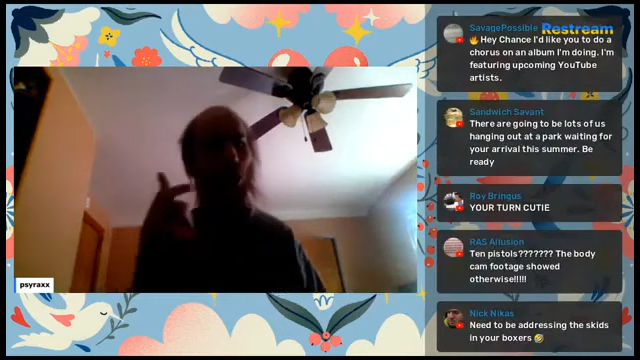 SavagePossible
Restream
🔥Hey Chance I'd like you to do a
chorus on an album I'm doing. I'm
featuring upcoming YouTube
artists.
Sandwich Savant
There are going to be lots of us
hanging out at a park waiting for
your arrival this summer. Be
ready
Roy Bringus
YOUR TURN CUTIE
RAS Allusion
Ten pistols??????? The body
cam footage showed
otherwise!!!!!
Nick Nikas
Need to be addressing the skids
in your boxers 🤣
psyraxx